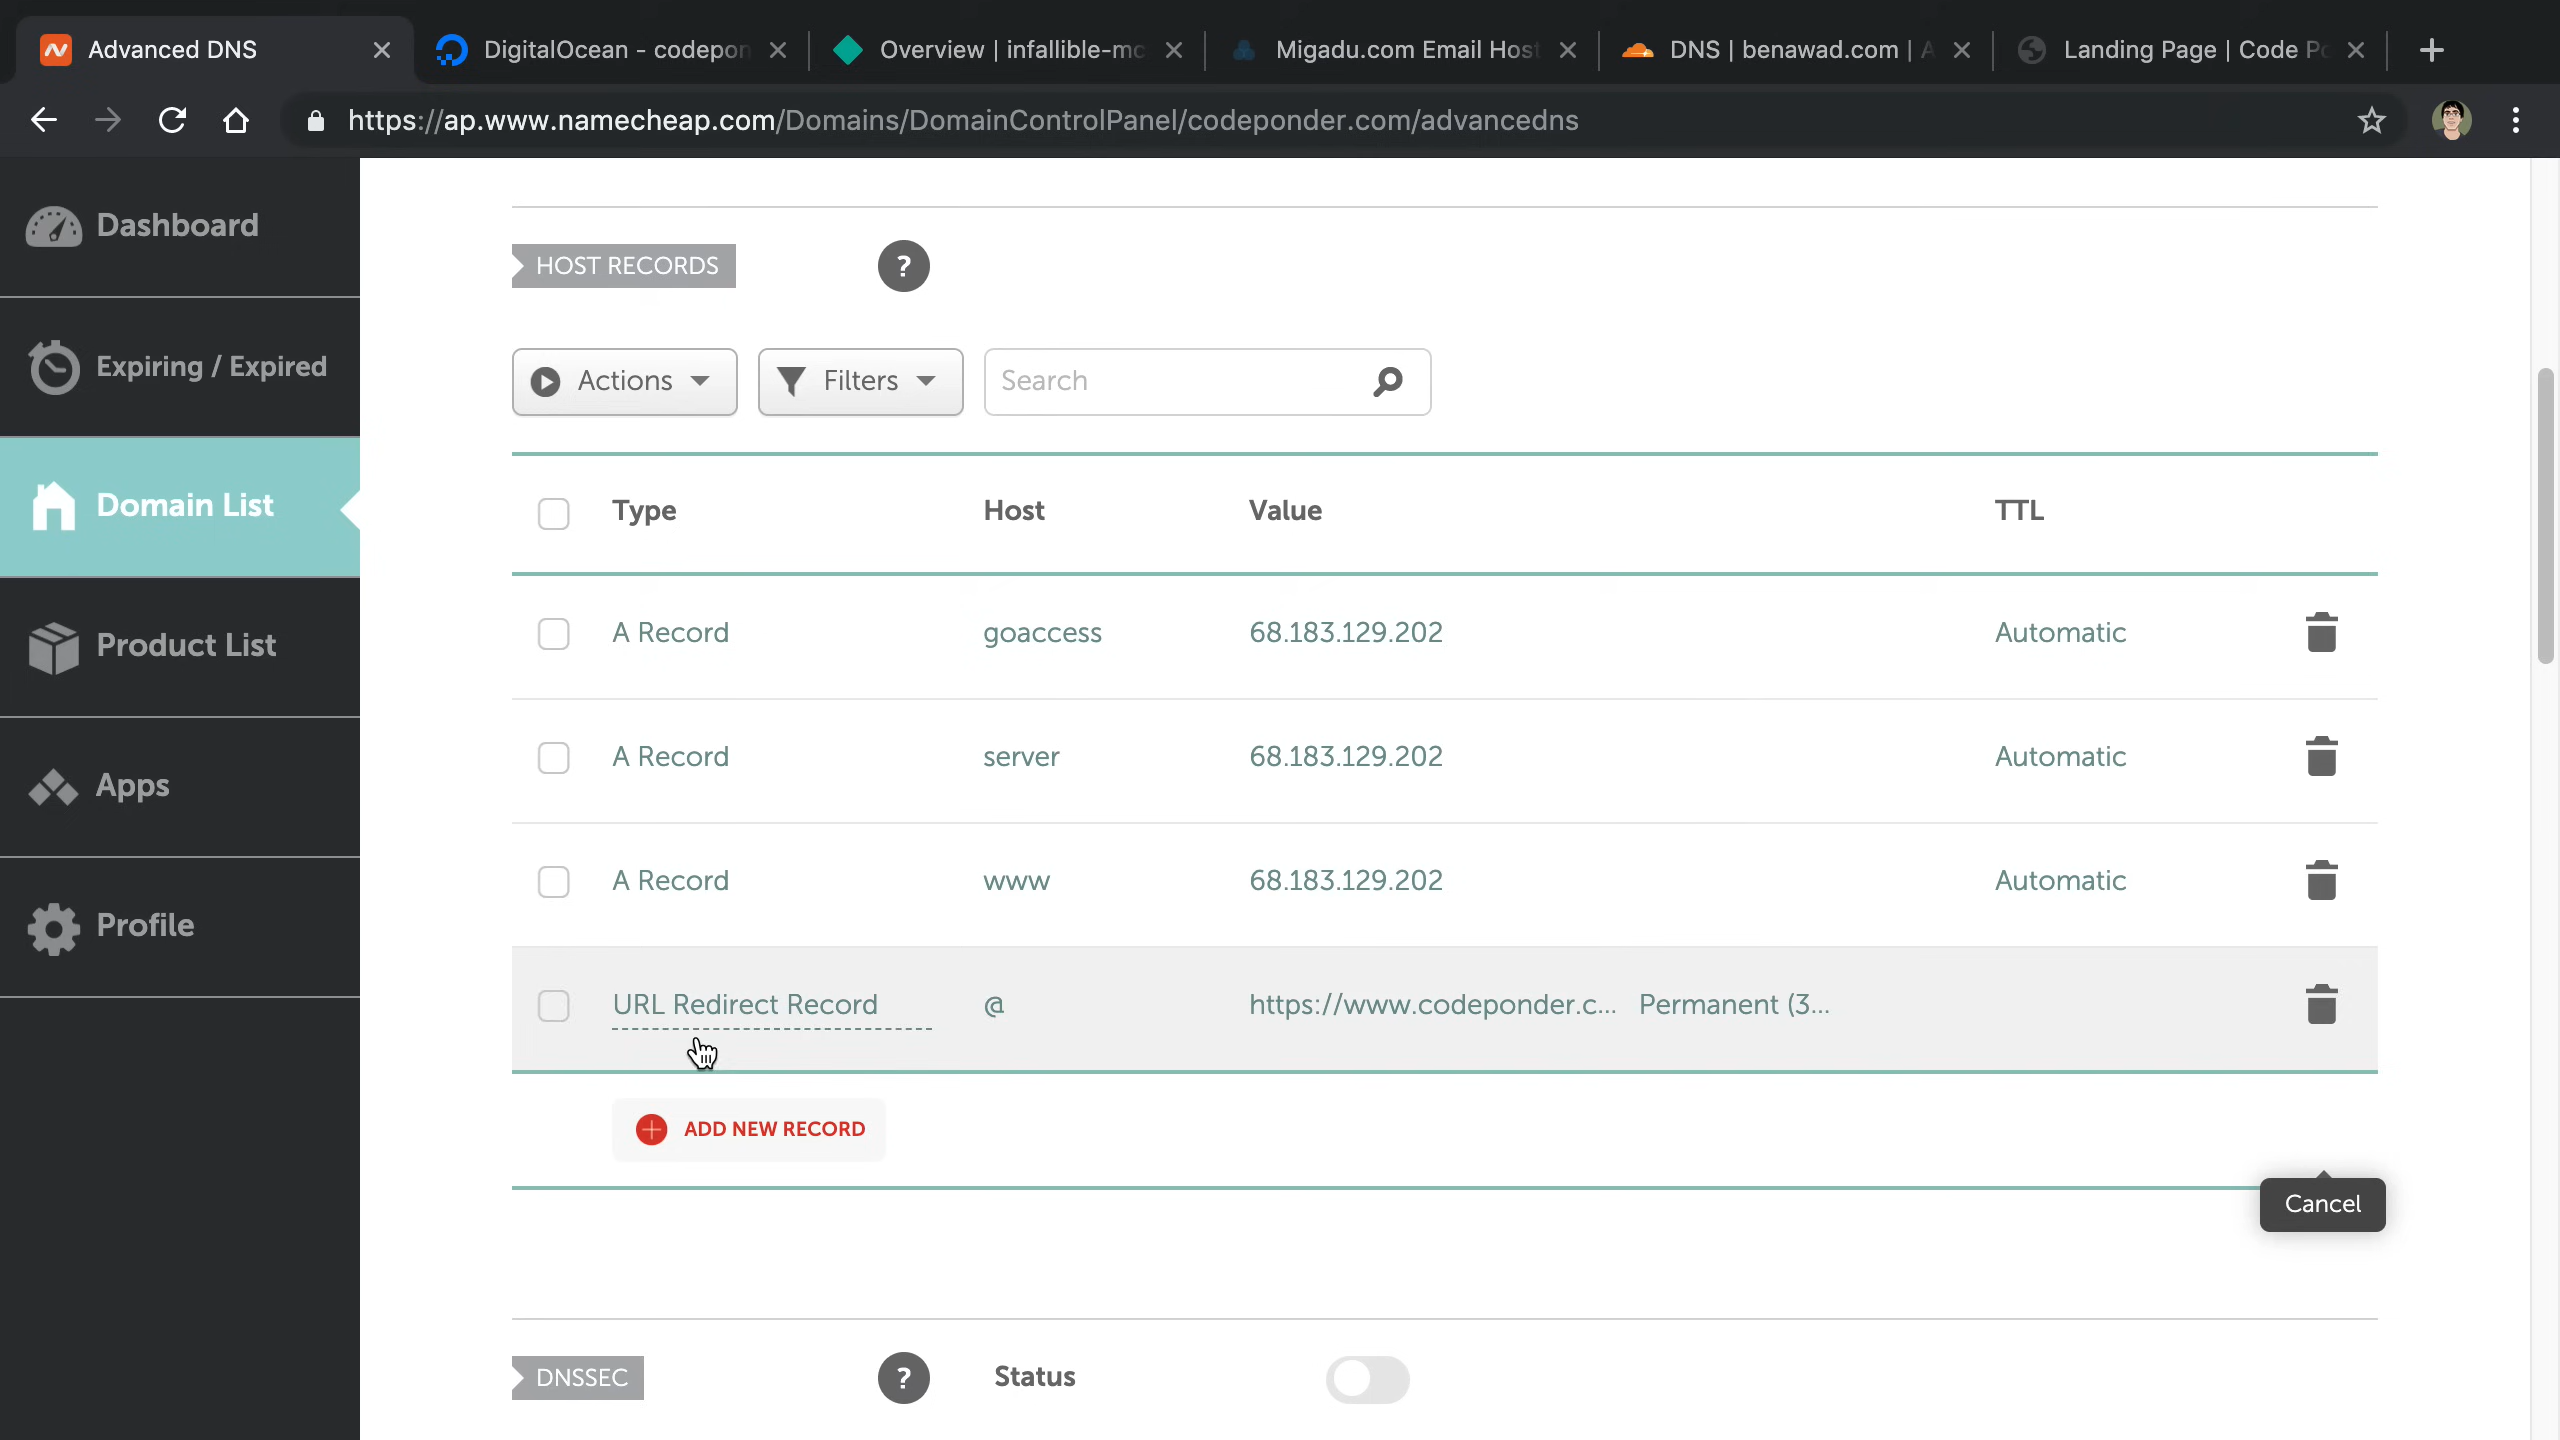 Advanced DNS
DigitalOcean - codepon
Overview | infallible-mc
Migadu.com Email Host
DNS | benawad.com | A
Landing Page | Code Po
https://ap.www.namecheap.com/Domains/DomainControlPanel/codeponder.com/advancedns
Dashboard
Expiring / Expired
Domain List
Product List
Apps
Profile
HOST RECORDS
?
Actions
Filters
Search
Type Host Value TTL
A Record goaccess 68.183.129.202 Automatic
A Record server 68.183.129.202 Automatic
A Record www 68.183.129.202 Automatic
URL Redirect Record @ https://www.codeponder.c... Permanent (3...
ADD NEW RECORD
Cancel
DNSSEC
?
Status